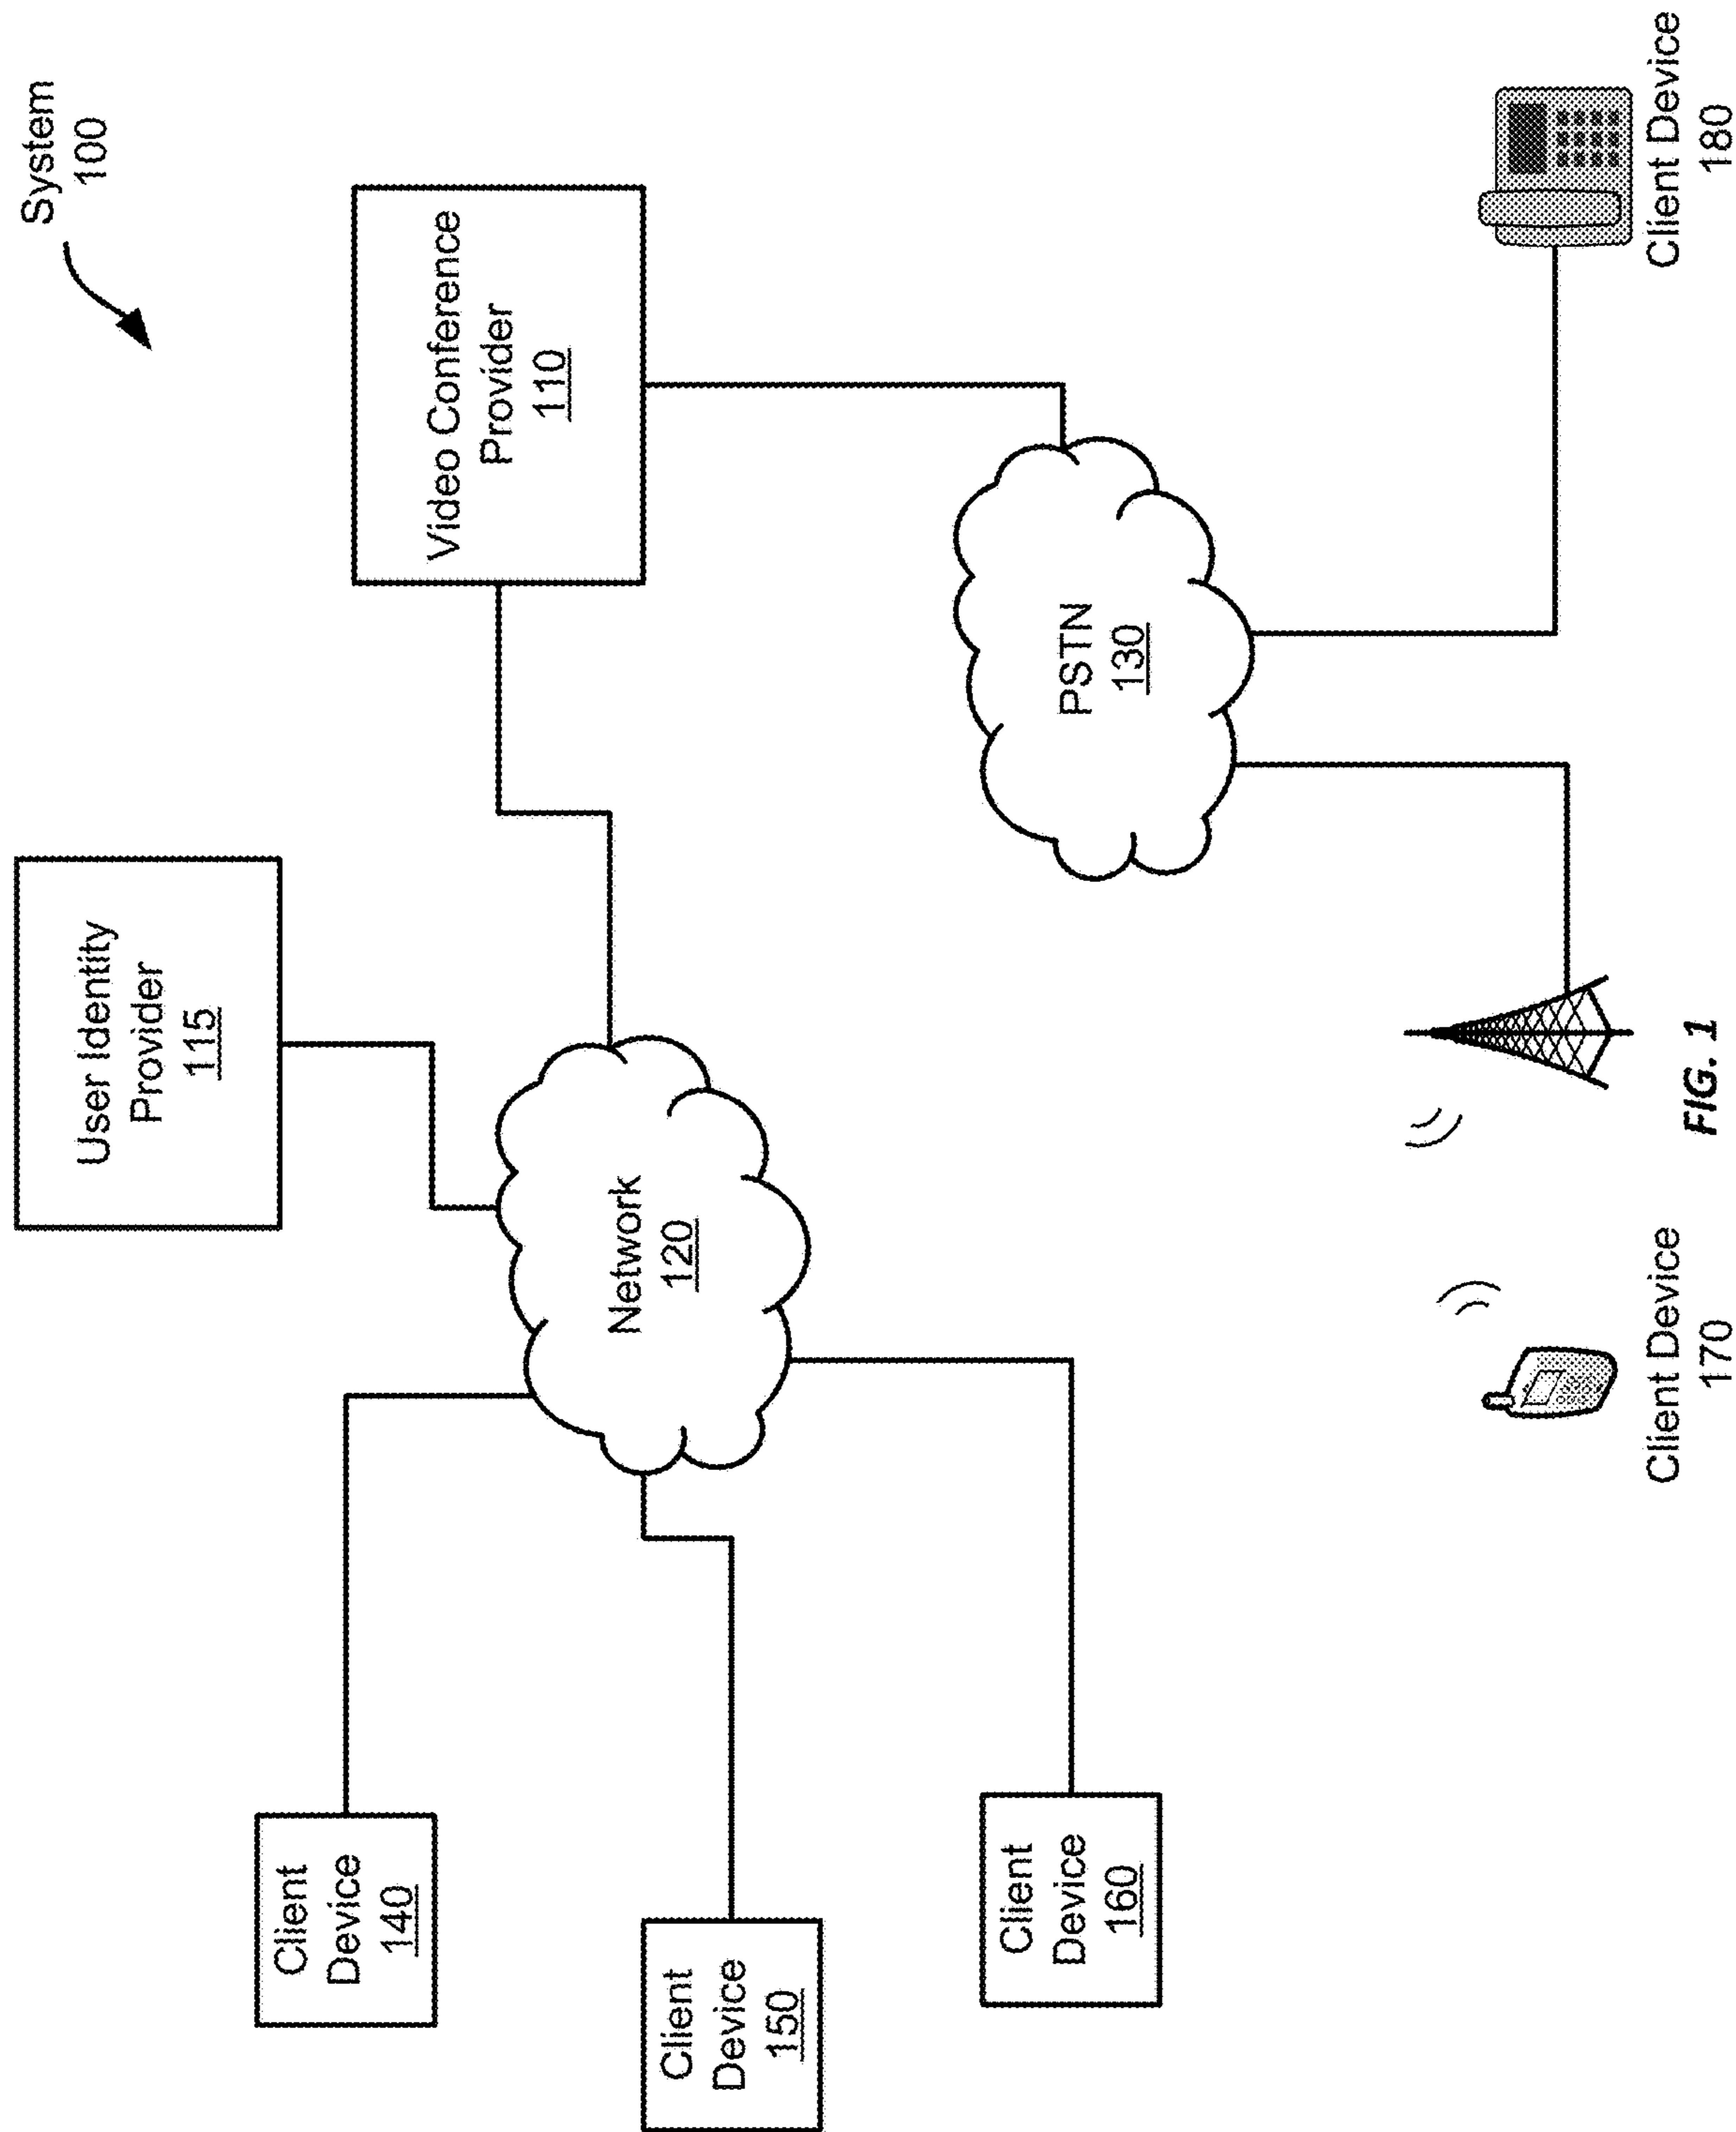 System
100
User Identity
Provider
115
Video Conference
Provider
110
Client
Device
140
Network
120
Client
Device
150
PSTN
130
Client
Device
160
Client Device
170
Client Device
180
FIG. 1